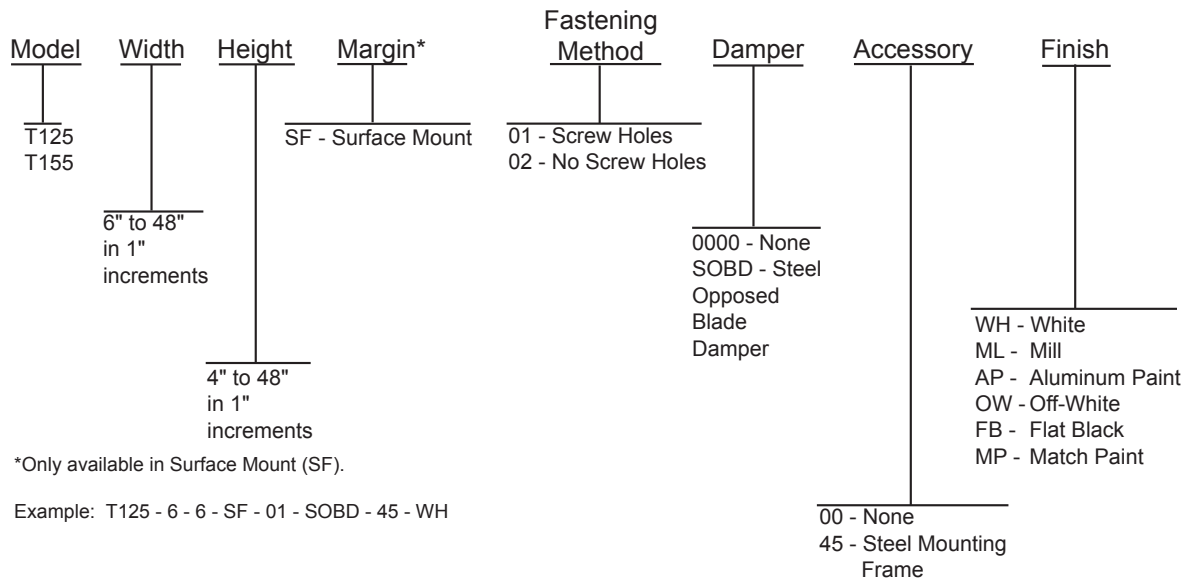 Model
Width
Height
Margin*
Fastening
Method
Damper
Accessory
Finish
T125
T155
6" to 48"
in 1"
increments
4" to 48"
in 1"
increments
SF - Surface Mount
01 - Screw Holes
02 - No Screw Holes
0000 - None
SOBD - Steel
Opposed
Blade
Damper
00 - None
45 - Steel Mounting
Frame
WH - White
ML - Mill
AP - Aluminum Paint
OW - Off-White
FB - Flat Black
MP - Match Paint
*Only available in Surface Mount (SF).
Example: T125 - 6 - 6 - SF - 01 - SOBD - 45 - WH